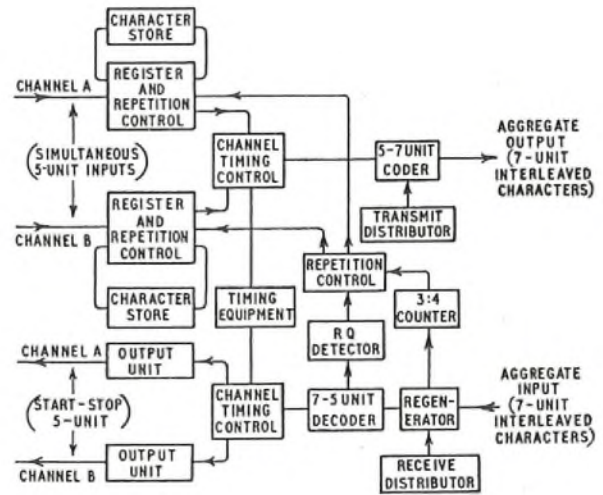 CHARACTER
STORE
CHANNEL A
REGISTER
AND
REPETITION
CONTROL
(SIMULTANEOUS
5-UNIT INPUTS)
CHANNEL
TIMING
CONTROL
5-7 UNIT
CODER
AGGREGATE
OUTPUT
(7-UNIT
INTERLEAVED
CHARACTERS)
TRANSMIT
DISTRIBUTOR
CHANNEL B
REGISTER
AND
REPETITION
CONTROL
CHARACTER
STORE
TIMING
EQUIPMENT
REPETITION
CONTROL
3:4
COUNTER
RQ
DETECTOR
CHANNEL A
OUTPUT
UNIT
(START-STOP
5-UNIT)
CHANNEL
TIMING
CONTROL
7-5 UNIT
DECODER
REGEN-
ERATOR
AGGREGATE
INPUT
(7-UNIT
INTERLEAVED
CHARACTERS)
CHANNEL B
OUTPUT
UNIT
RECEIVE
DISTRIBUTOR